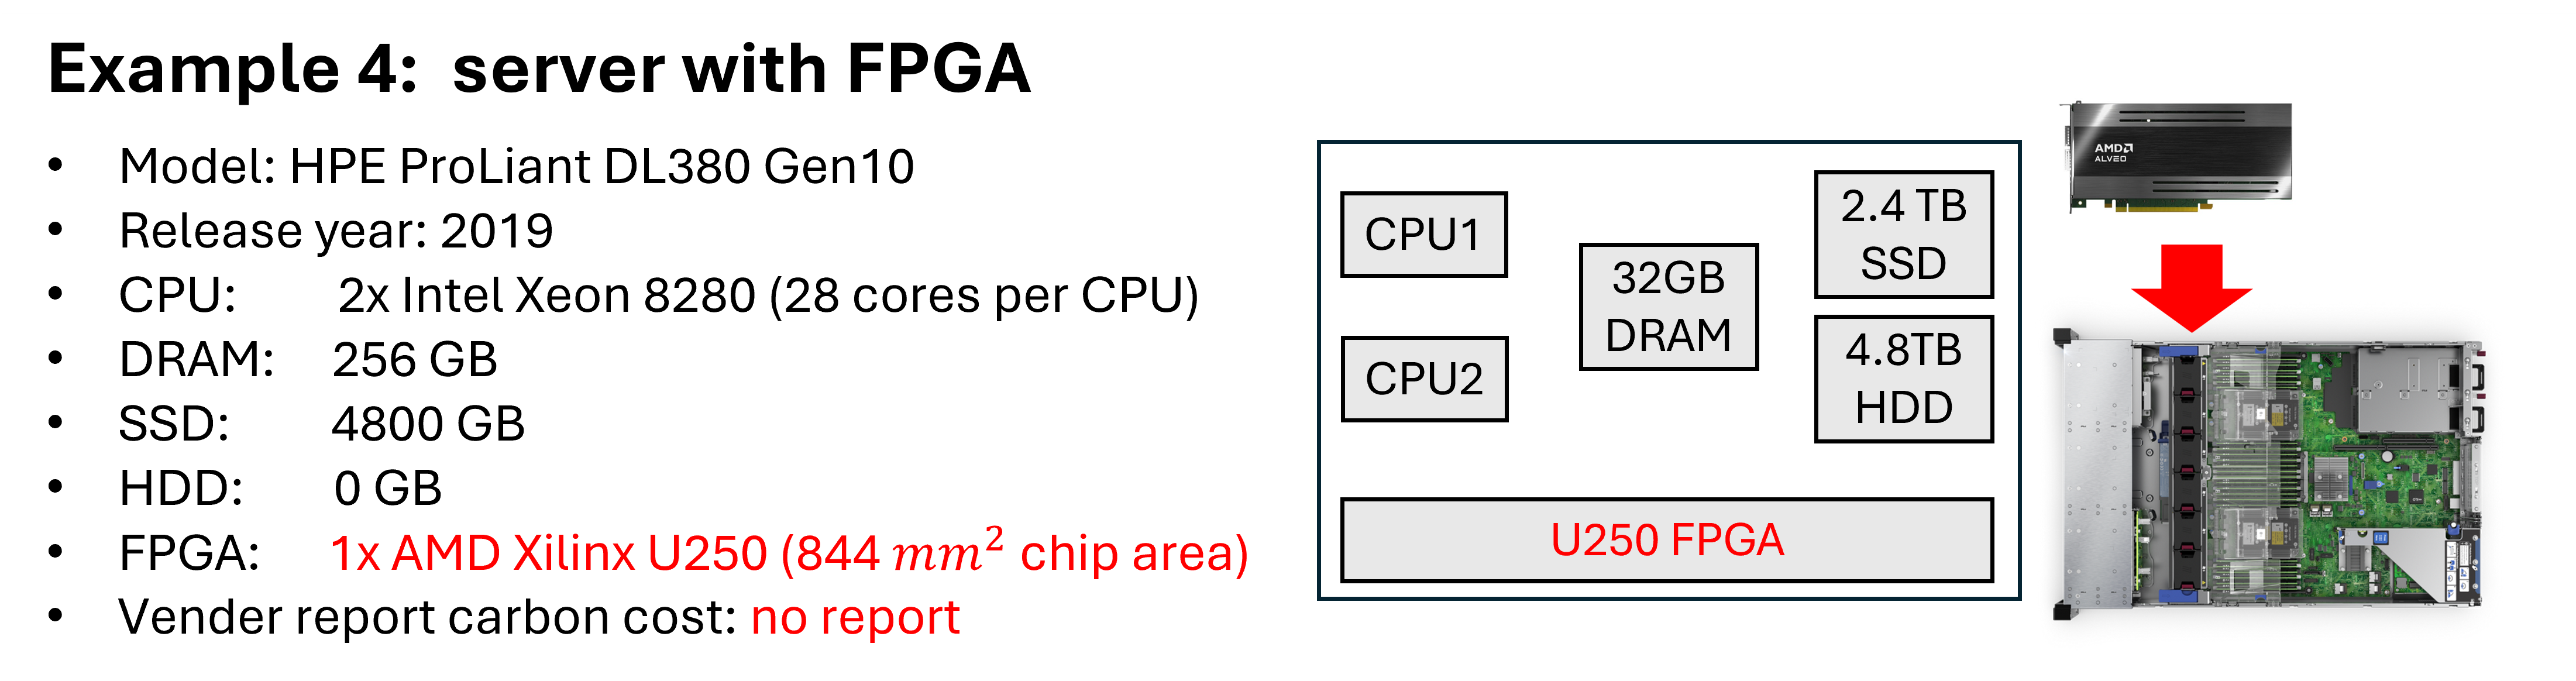 Example 4: server with FPGA
• Model: HPE ProLiant DL380 Gen10
• Release year: 2019
• CPU: 2x Intel Xeon 8280 (28 cores per CPU)
• DRAM: 256 GB
• SSD: 4800 GB
• HDD: 0 GB
• FPGA: 1x AMD Xilinx U250 (844 mm² chip area)
• Vender report carbon cost: no report
CPU1
CPU2
32GB
DRAM
2.4 TB
SSD
4.8TB
HDD
U250 FPGA
AMD
ALVEO